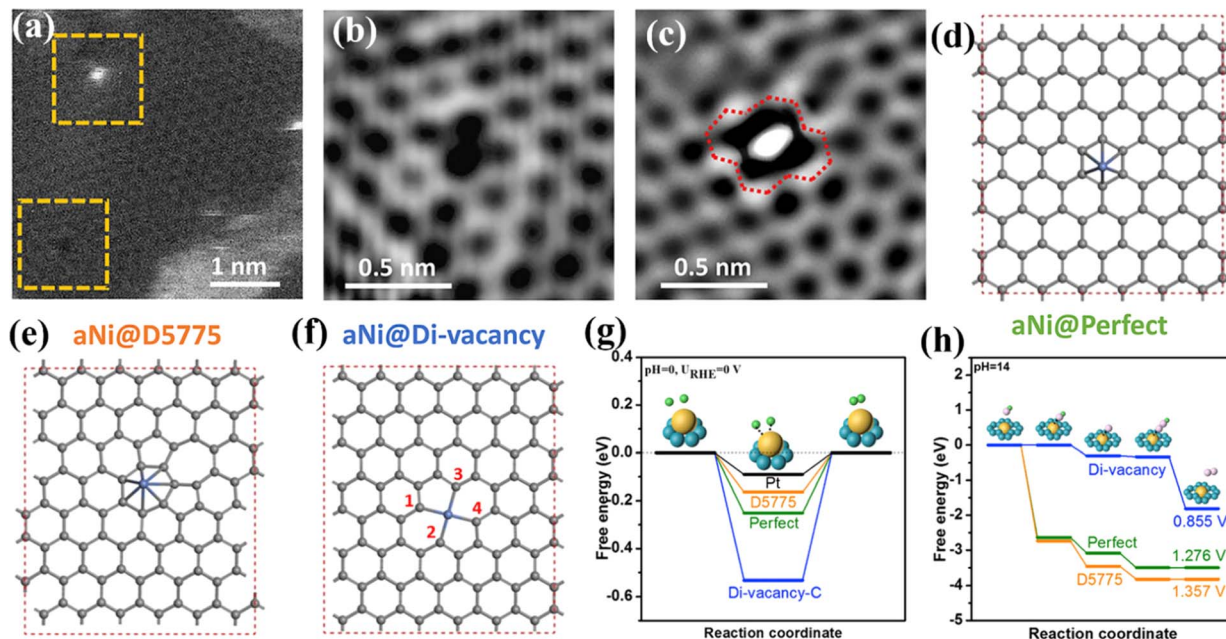 (a)
1 nm
(b)
0.5 nm
(c)
0.5 nm
(d)
(e)
aNi@D5775
(f)
aNi@Di-vacancy
1
2
3
4
aNi@Perfect
(g)
pH=0, U_RHE=0 V
0.4
0.2
0.0
-0.2
-0.4
-0.6
Free energy (eV)
Pt
D5775
Perfect
Di-vacancy-C
Reaction coordinate
(h)
pH=14
2
1
0
-1
-2
-3
-4
-5
Free energy (eV)
Di-vacancy
0.855 V
Perfect
1.276 V
D5775
1.357 V
Reaction coordinate